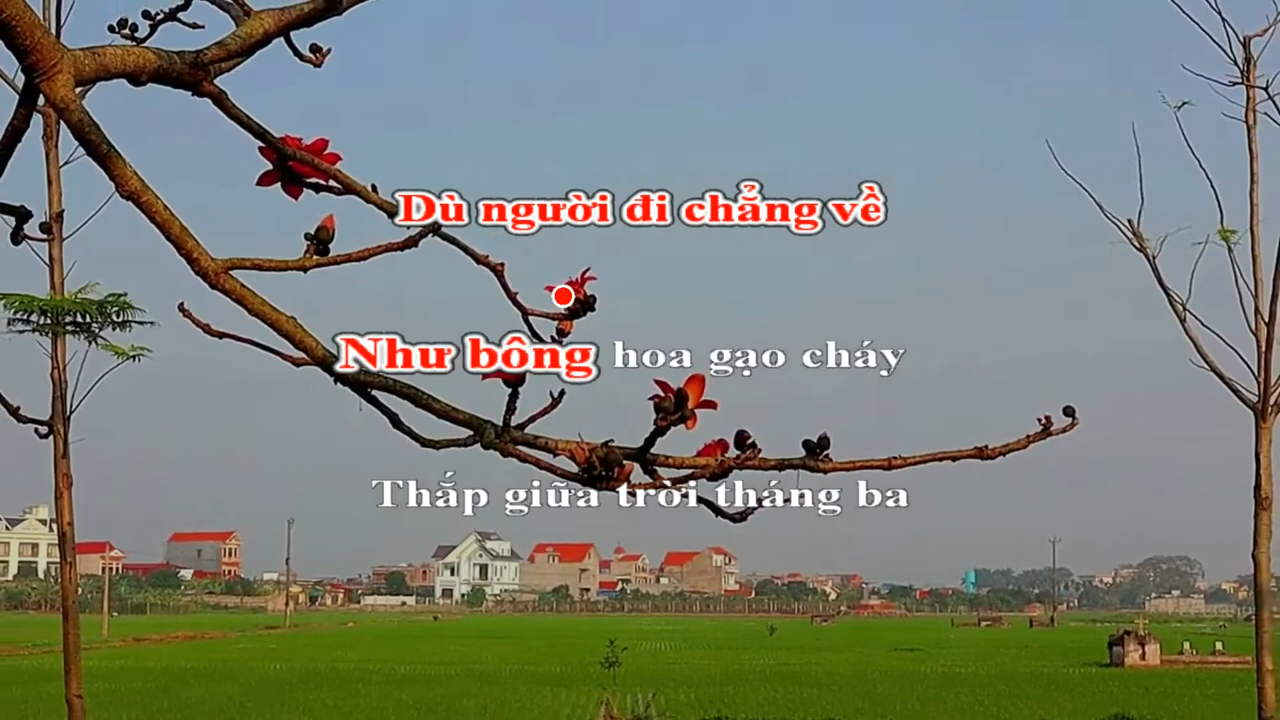 Dù người đi chẳng về
Như bông hoa gạo cháy
Thắp giữa trời tháng ba